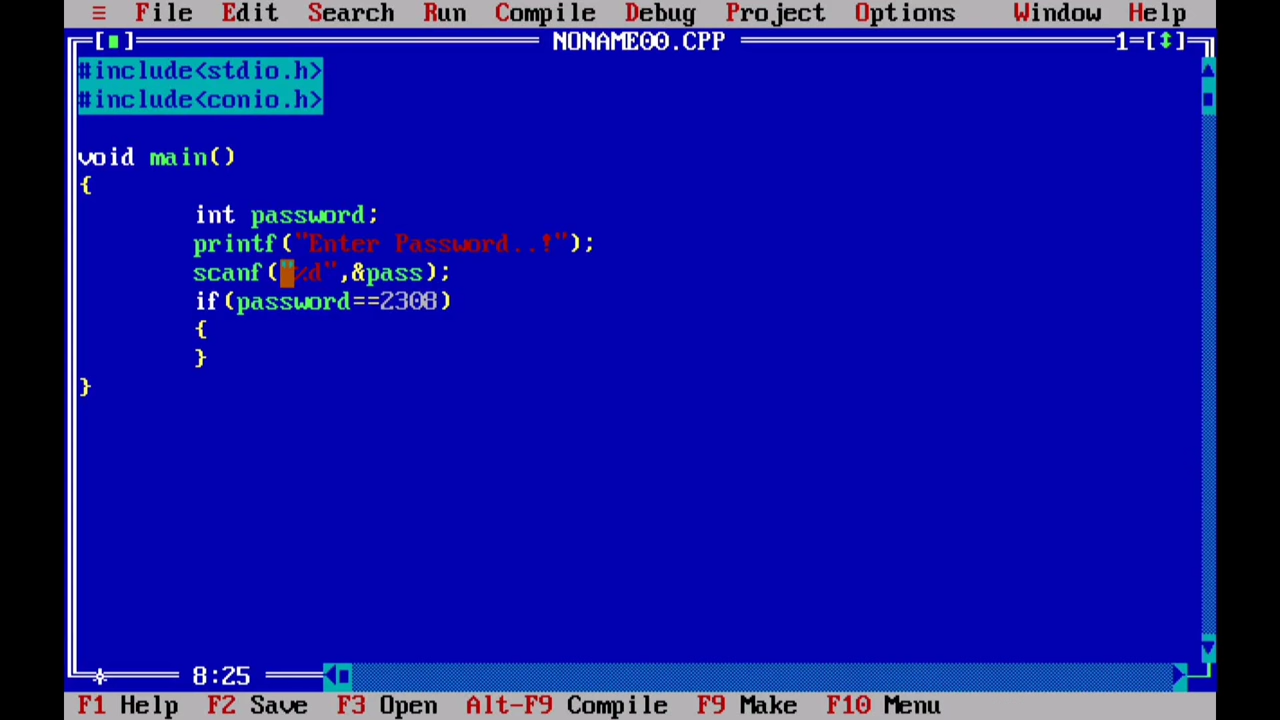 ≡ File Edit Search Run Compile Debug Project Options Window Help
[■] NONAME00.CPP 1=[↕]
#include<stdio.h>
#include<conio.h>
void main()
{
int password;
printf("Enter Password..!");
scanf("%d",&pass);
if(password==2308)
{
}
}
8:25
F1 Help F2 Save F3 Open Alt-F9 Compile F9 Make F10 Menu